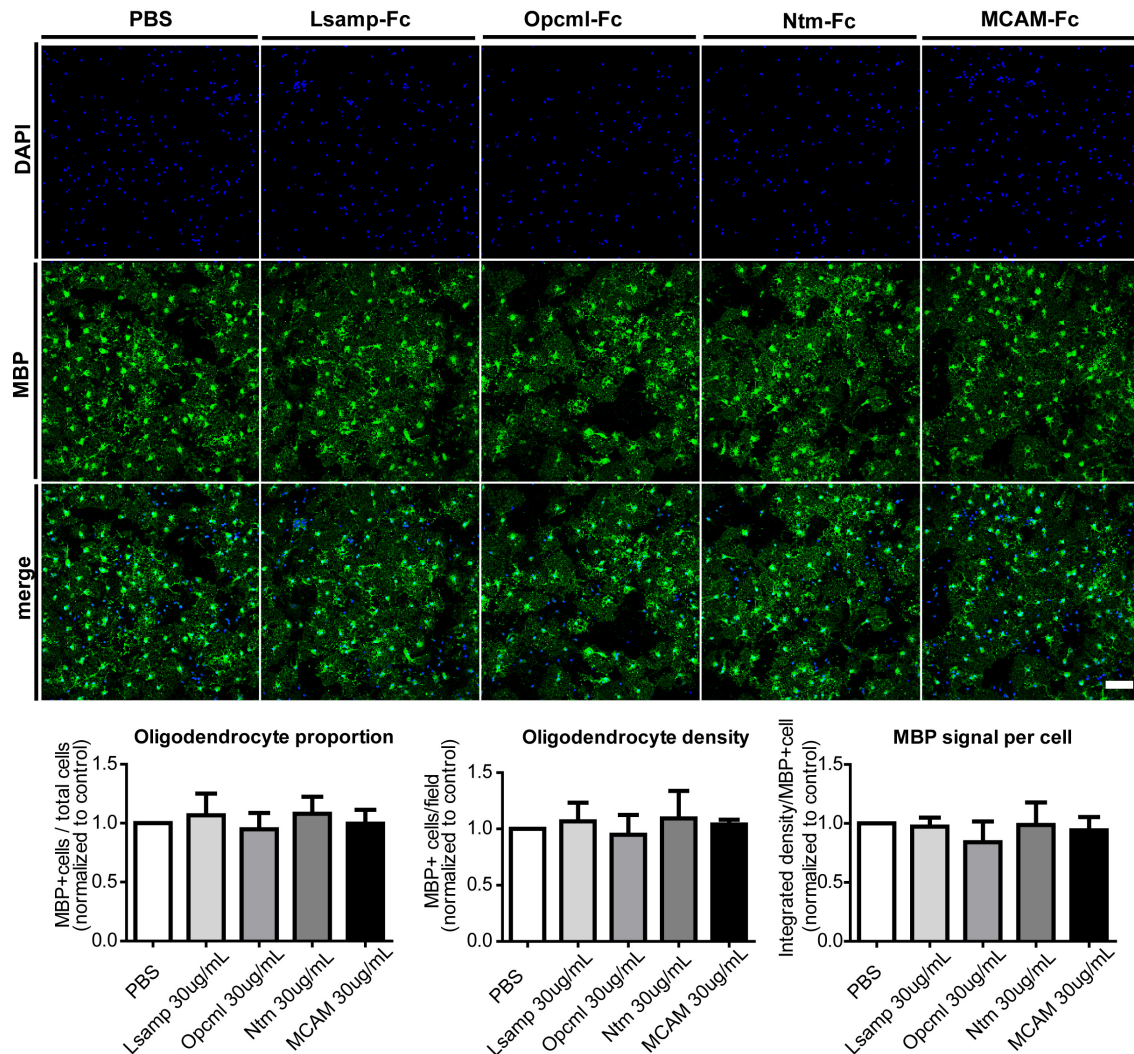 PBS
Lsamp-Fc
Opcml-Fc
Ntm-Fc
MCAM-Fc
DAPI
MBP
merge
Oligodendrocyte proportion
MBP+cells / total cells
(normalized to control)
1.5
1.0
0.5
0.0
PBS
Lsamp 30ug/mL
Opcml 30ug/mL
Ntm 30ug/mL
MCAM 30ug/mL
Oligodendrocyte density
MBP+ cells/field
(normalized to control)
1.5
1.0
0.5
0.0
PBS
Lsamp 30ug/mL
Opcml 30ug/mL
Ntm 30ug/mL
MCAM 30ug/mL
MBP signal per cell
Integrated density/MBP+cell
(normalized to control)
1.5
1.0
0.5
0.0
PBS
Lsamp 30ug/mL
Opcml 30ug/mL
Ntm 30ug/mL
MCAM 30ug/mL